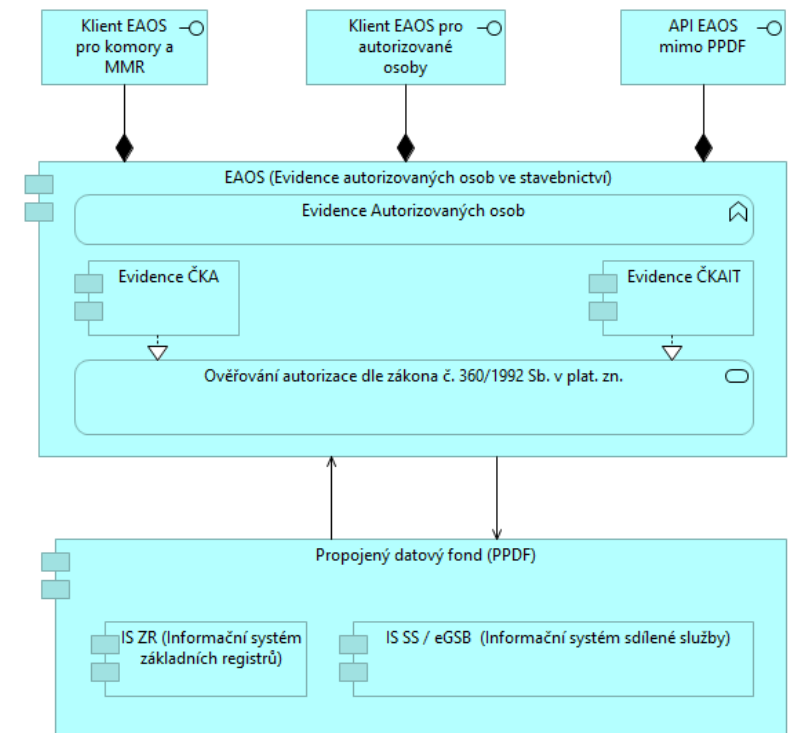 Klient EAOS
pro komory a
MMR
Klient EAOS pro
autorizované
osoby
API EAOS
mimo PPDF
EAOS (Evidence autorizovaných osob ve stavebnictví)
Evidence Autorizovaných osob
Evidence ČKA
Evidence ČKAIT
Ověřování autorizace dle zákona č. 360/1992 Sb. v plat. zn.
Propojený datový fond (PPDF)
IS ZR (Informační systém
základních registrů)
IS SS / eGSB  (Informační systém sdílené služby)